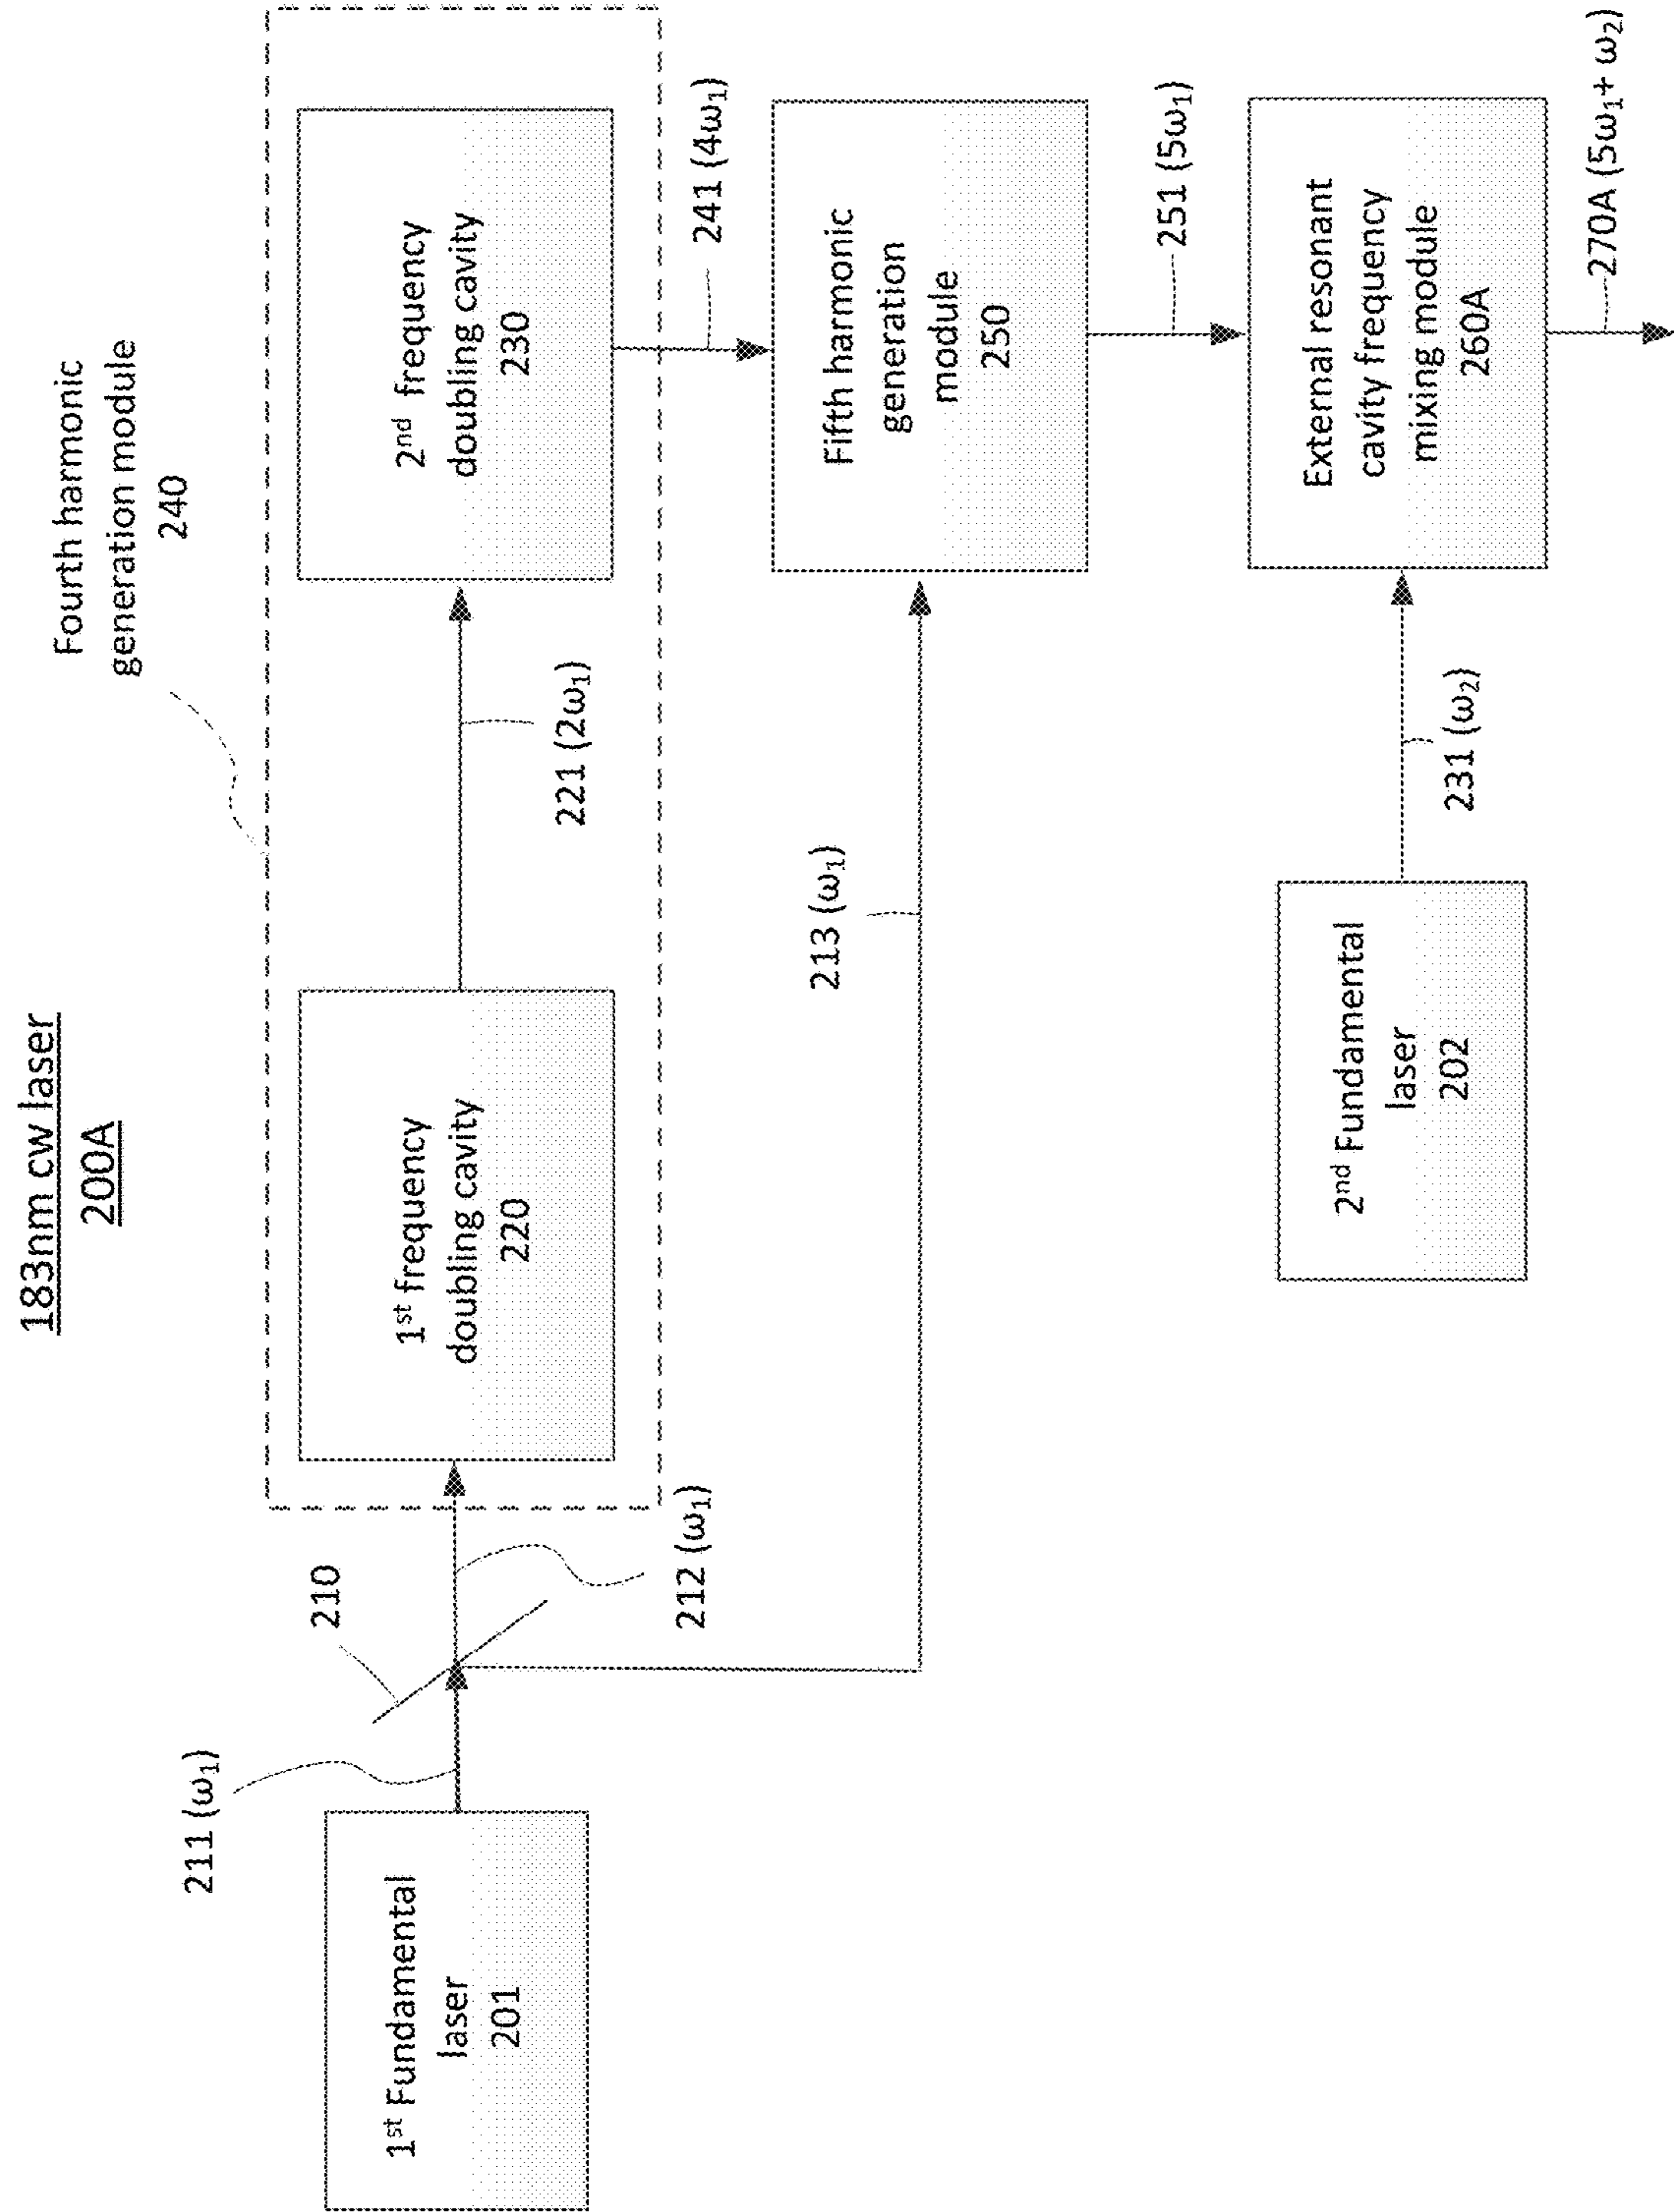 183nm cw laser
200A
Fourth harmonic
generation module
240
211 (ω₁)
210
1ˢᵗ Fundamental
laser
201
212 (ω₁)
1ˢᵗ frequency
doubling cavity
220
221 (2ω₁)
2ⁿᵈ frequency
doubling cavity
230
241 (4ω₁)
213 (ω₁)
Fifth harmonic
generation
module
250
251 (5ω₁)
2ⁿᵈ Fundamental
laser
202
231 (ω₂)
External resonant
cavity frequency
mixing module
260A
270A (5ω₁+ ω₂)